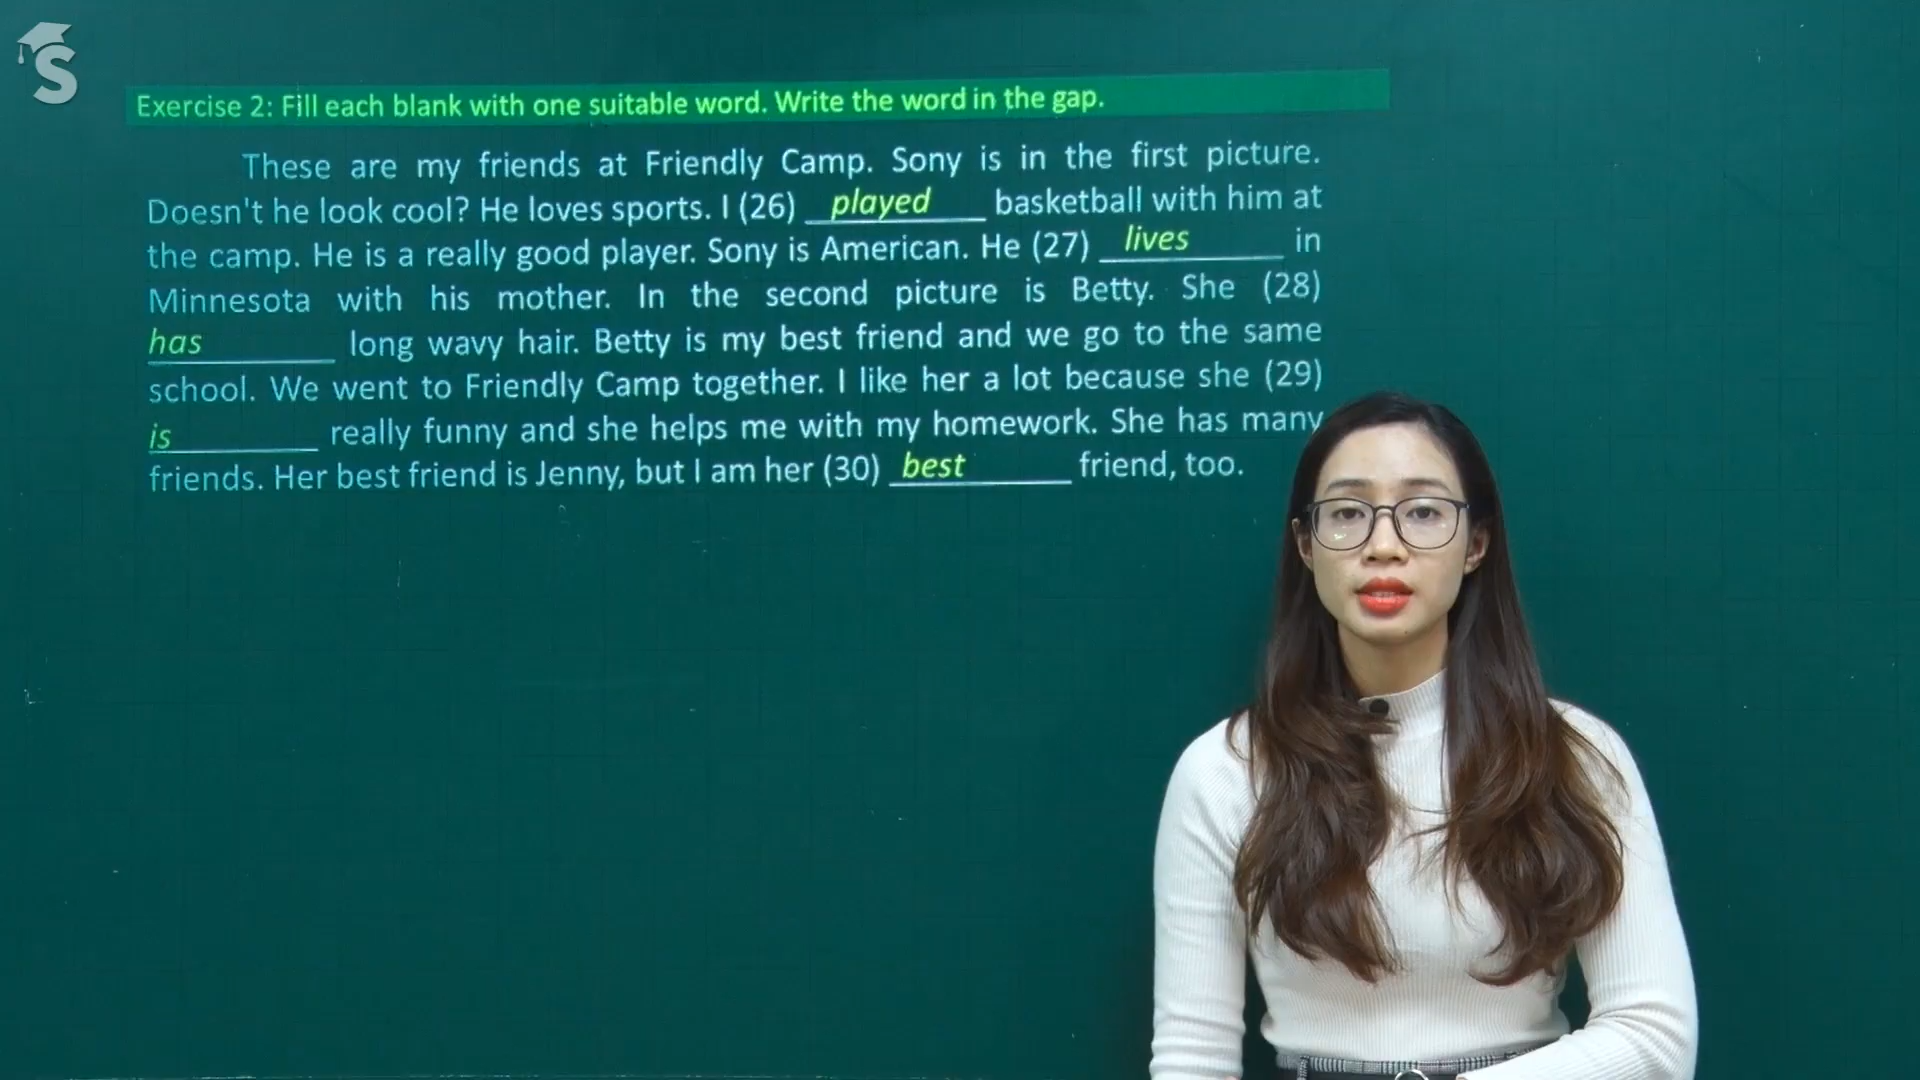 S
Exercise 2: Fill each blank with one suitable word. Write the word in the gap.
These are my friends at Friendly Camp. Sony is in the first picture.
Doesn't he look cool? He loves sports. I (26) played basketball with him at
the camp. He is a really good player. Sony is American. He (27) lives in
Minnesota with his mother. In the second picture is Betty. She (28)
has long wavy hair. Betty is my best friend and we go to the same
school. We went to Friendly Camp together. I like her a lot because she (29)
is really funny and she helps me with my homework. She has many
friends. Her best friend is Jenny, but I am her (30) best friend, too.